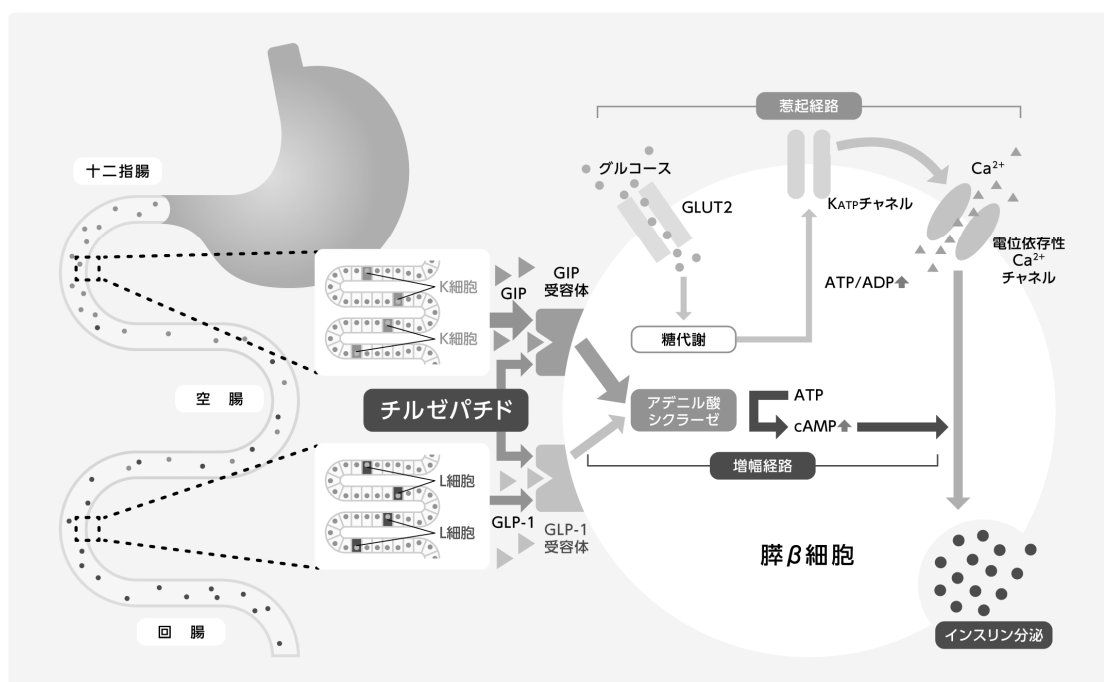 惹起経路
グルコース
GLUT2
KATPチャネル
Ca2+
電位依存性
Ca2+
チャネル
ATP/ADP
糖代謝
十二指腸
空 腸
回 腸
K細胞
K細胞
GIP
GIP
受容体
チルゼパチド
L細胞
L細胞
GLP-1
GLP-1
受容体
アデニル酸
シクラーゼ
ATP
cAMP
増幅経路
膵β細胞
インスリン分泌